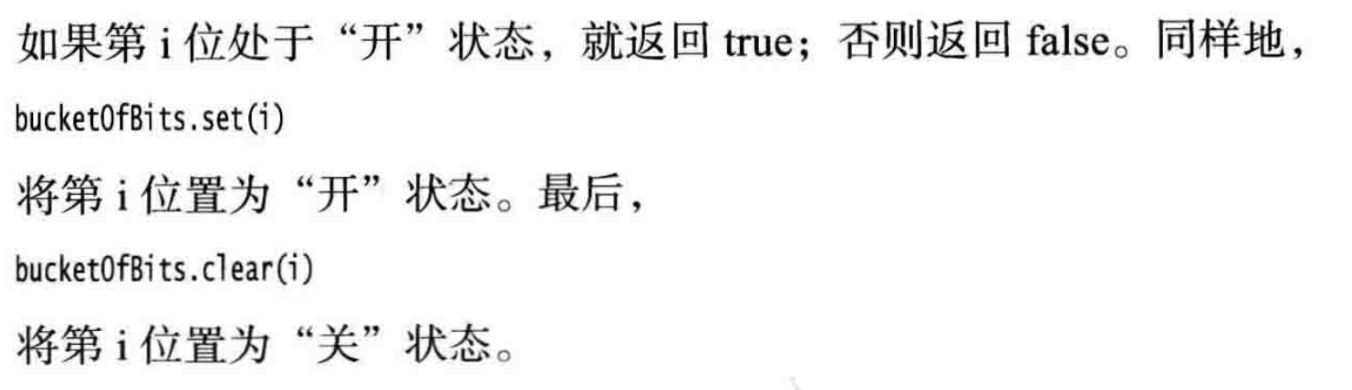 如果第 i 位处于“开”状态，就返回 true；否则返回 false。同样地，
bucketOfBits.set(i)
将第 i 位置为“开”状态。最后，
bucketOfBits.clear(i)
将第 i 位置为“关”状态。